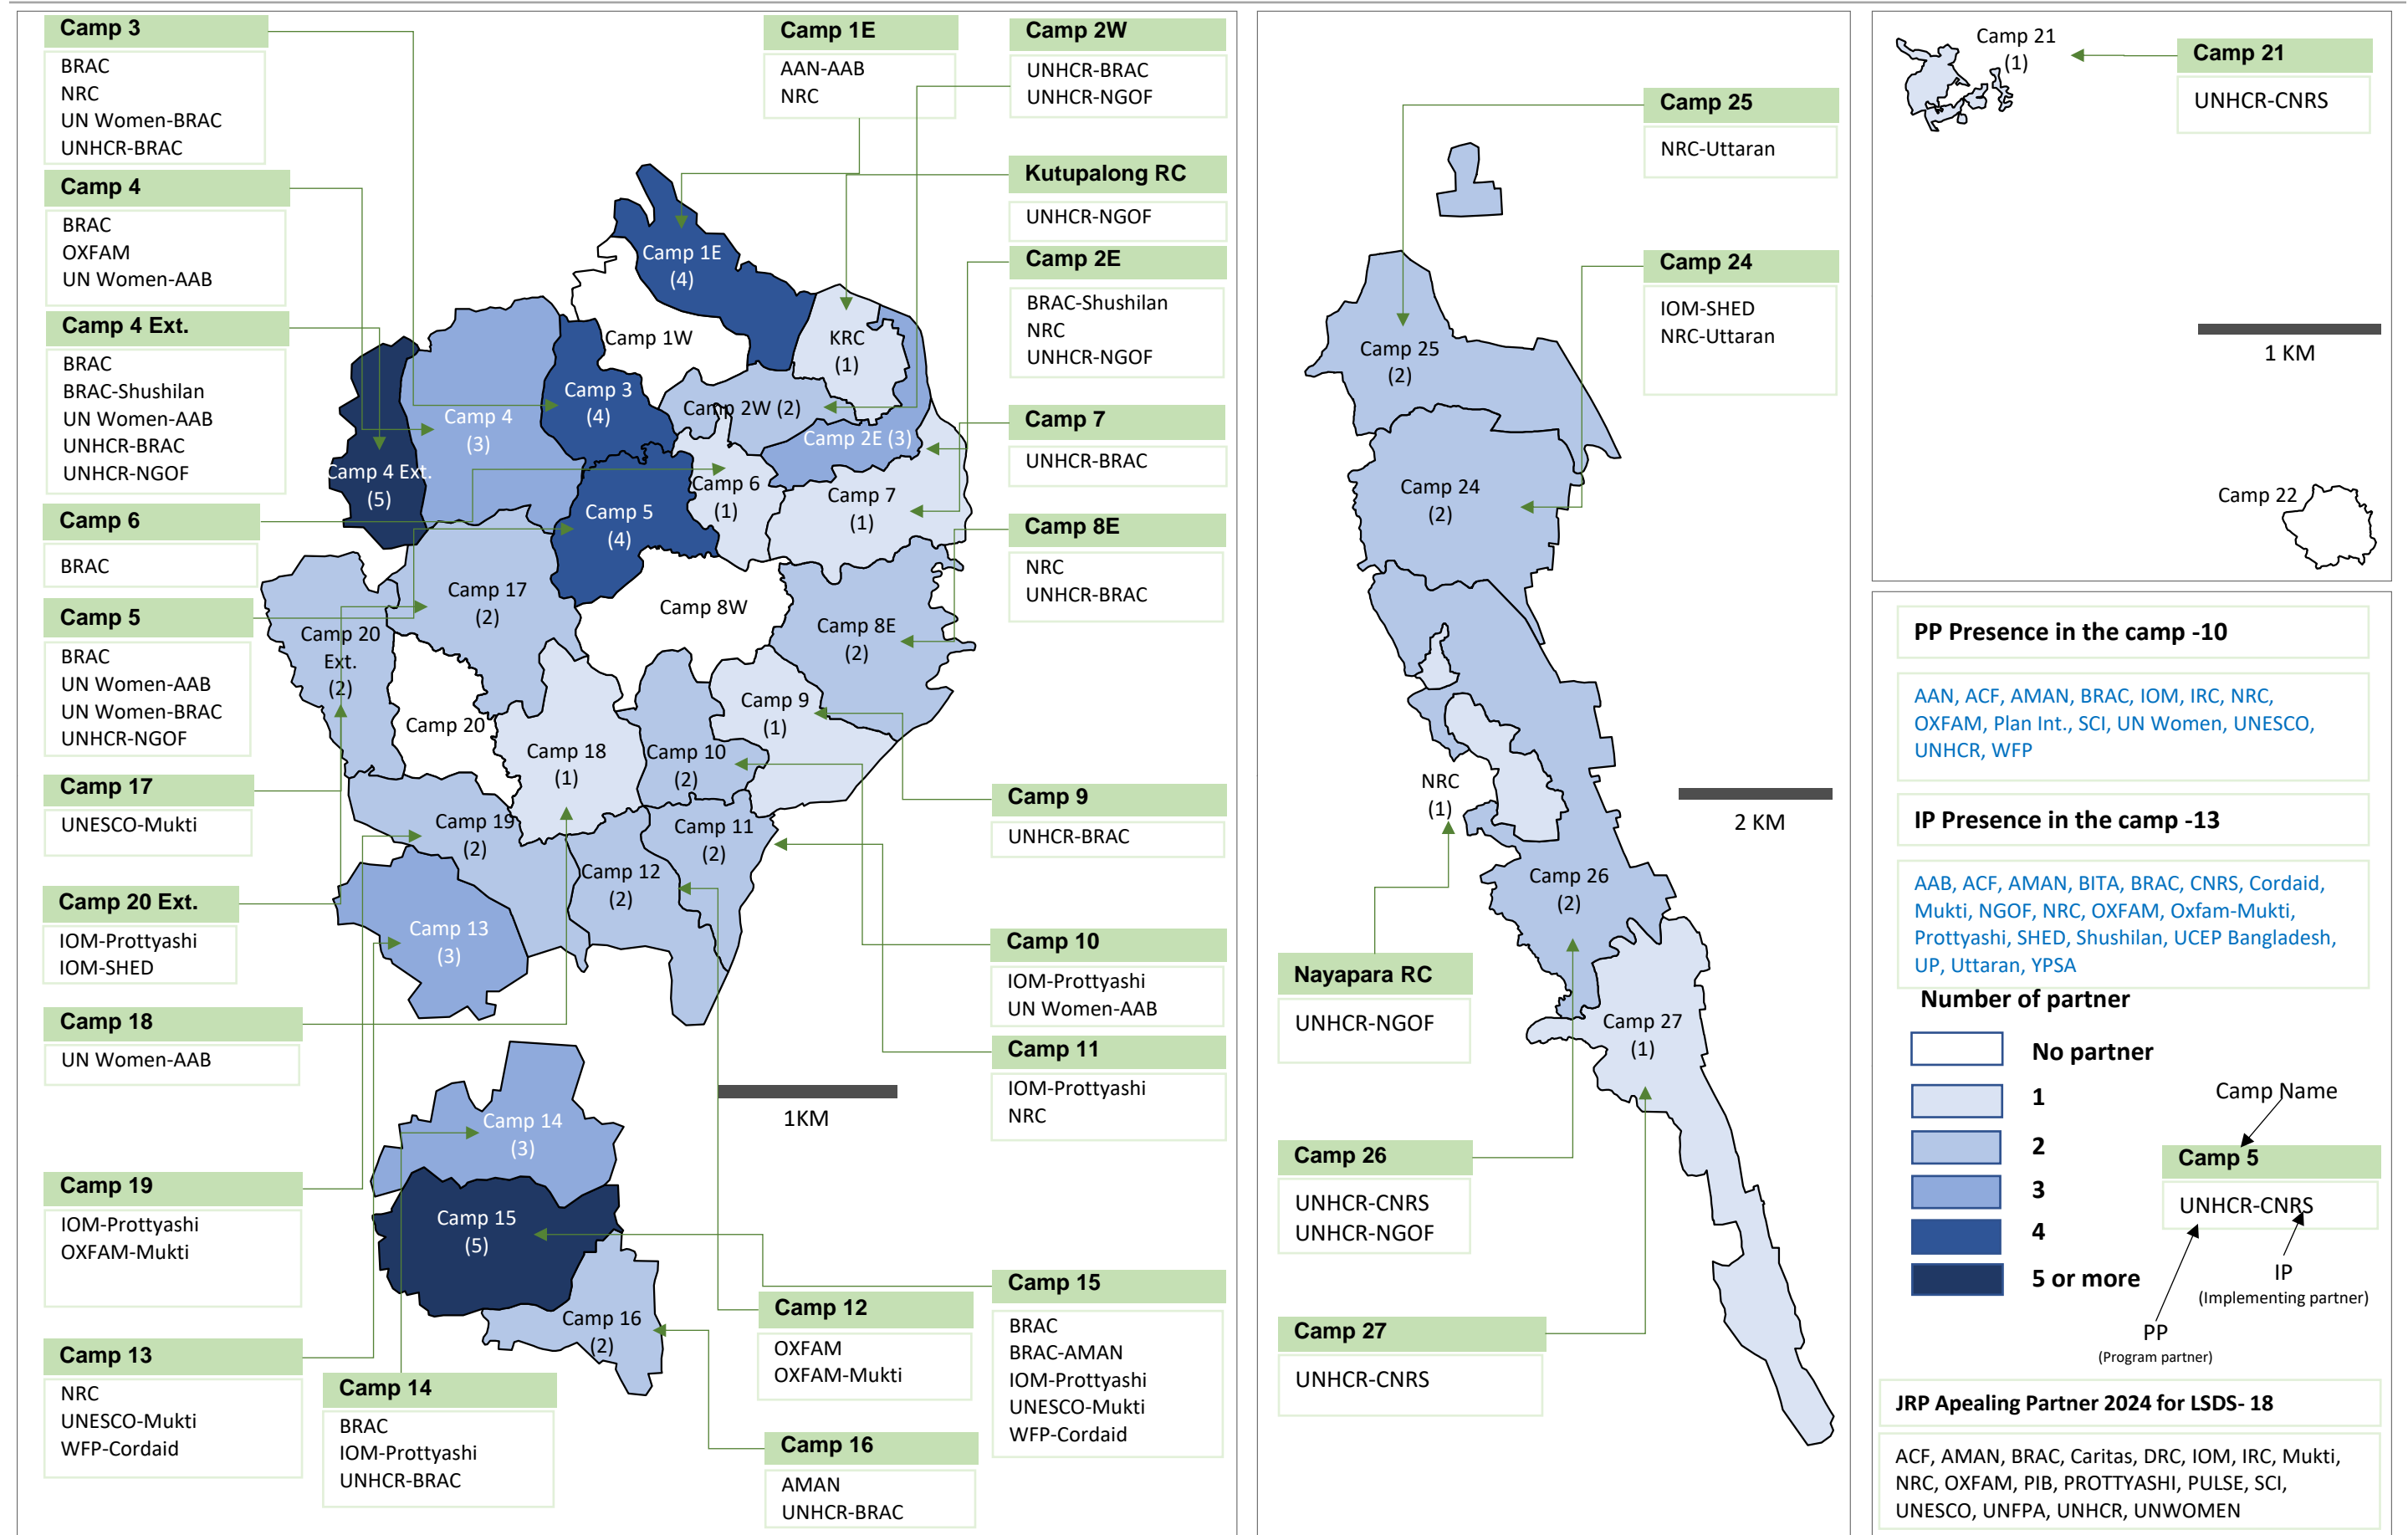 Camp 3
BRAC
NRC
UN Women-BRAC
UNHCR-BRAC
Camp 4
BRAC
OXFAM
UN Women-AAB
Camp 4 Ext.
BRAC
BRAC-Shushilan
UN Women-AAB
UNHCR-BRAC
UNHCR-NGOF
Camp 6
BRAC
Camp 5
BRAC
UN Women-AAB
UN Women-BRAC
UNHCR-NGOF
Camp 17
UNESCO-Mukti
Camp 20 Ext.
IOM-Prottyashi
IOM-SHED
Camp 18
UN Women-AAB
Camp 19
IOM-Prottyashi
OXFAM-Mukti
Camp 13
NRC
UNESCO-Mukti
WFP-Cordaid
Camp 14
BRAC
IOM-Prottyashi
UNHCR-BRAC
Camp 1E
AAN-AAB
NRC
Camp 2W
UNHCR-BRAC
UNHCR-NGOF
Kutupalong RC
UNHCR-NGOF
Camp 2E
BRAC-Shushilan
NRC
UNHCR-NGOF
Camp 7
UNHCR-BRAC
Camp 8E
NRC
UNHCR-BRAC
Camp 9
UNHCR-BRAC
Camp 10
IOM-Prottyashi
UN Women-AAB
Camp 11
IOM-Prottyashi
NRC
Camp 15
BRAC
BRAC-AMAN
IOM-Prottyashi
UNESCO-Mukti
WFP-Cordaid
Camp 12
OXFAM
OXFAM-Mukti
Camp 16
AMAN
UNHCR-BRAC
Camp 1E
(4)
Camp 1W
KRC
(1)
Camp 3
(4)
Camp 2W (2)
Camp 4
(3)
Camp 2E (3)
Camp 4 Ext.
(5)
Camp 6
(1)
Camp 7
(1)
Camp 5
(4)
Camp 17
(2)
Camp 8W
Camp 8E
(2)
Camp 20
Ext.
(2)
Camp 20
Camp 9
(1)
Camp 18
(1)
Camp 10
(2)
Camp 19
(2)
Camp 11
(2)
Camp 12
(2)
Camp 13
(3)
1KM
Camp 14
(3)
Camp 15
(5)
Camp 16
(2)
Camp 25
NRC-Uttaran
Camp 24
IOM-SHED
NRC-Uttaran
Camp 25
(2)
Camp 24
(2)
NRC
(1)
2 KM
Camp 26
(2)
Nayapara RC
UNHCR-NGOF
Camp 27
(1)
Camp 26
UNHCR-CNRS
UNHCR-NGOF
Camp 27
UNHCR-CNRS
Camp 21
(1)
Camp 21
UNHCR-CNRS
1 KM
Camp 22
PP Presence in the camp -10
AAN, ACF, AMAN, BRAC, IOM, IRC, NRC,
OXFAM, Plan Int., SCI, UN Women, UNESCO,
UNHCR, WFP
IP Presence in the camp -13
AAB, ACF, AMAN, BITA, BRAC, CNRS, Cordaid,
Mukti, NGOF, NRC, OXFAM, Oxfam-Mukti,
Prottyashi, SHED, Shushilan, UCEP Bangladesh,
UP, Uttaran, YPSA
Number of partner
No partner
1
2
3
4
5 or more
Camp Name
Camp 5
UNHCR-CNRS
IP
(Implementing partner)
PP
(Program partner)
JRP Apealing Partner 2024 for LSDS- 18
ACF, AMAN, BRAC, Caritas, DRC, IOM, IRC, Mukti,
NRC, OXFAM, PIB, PROTTYASHI, PULSE, SCI,
UNESCO, UNFPA, UNHCR, UNWOMEN